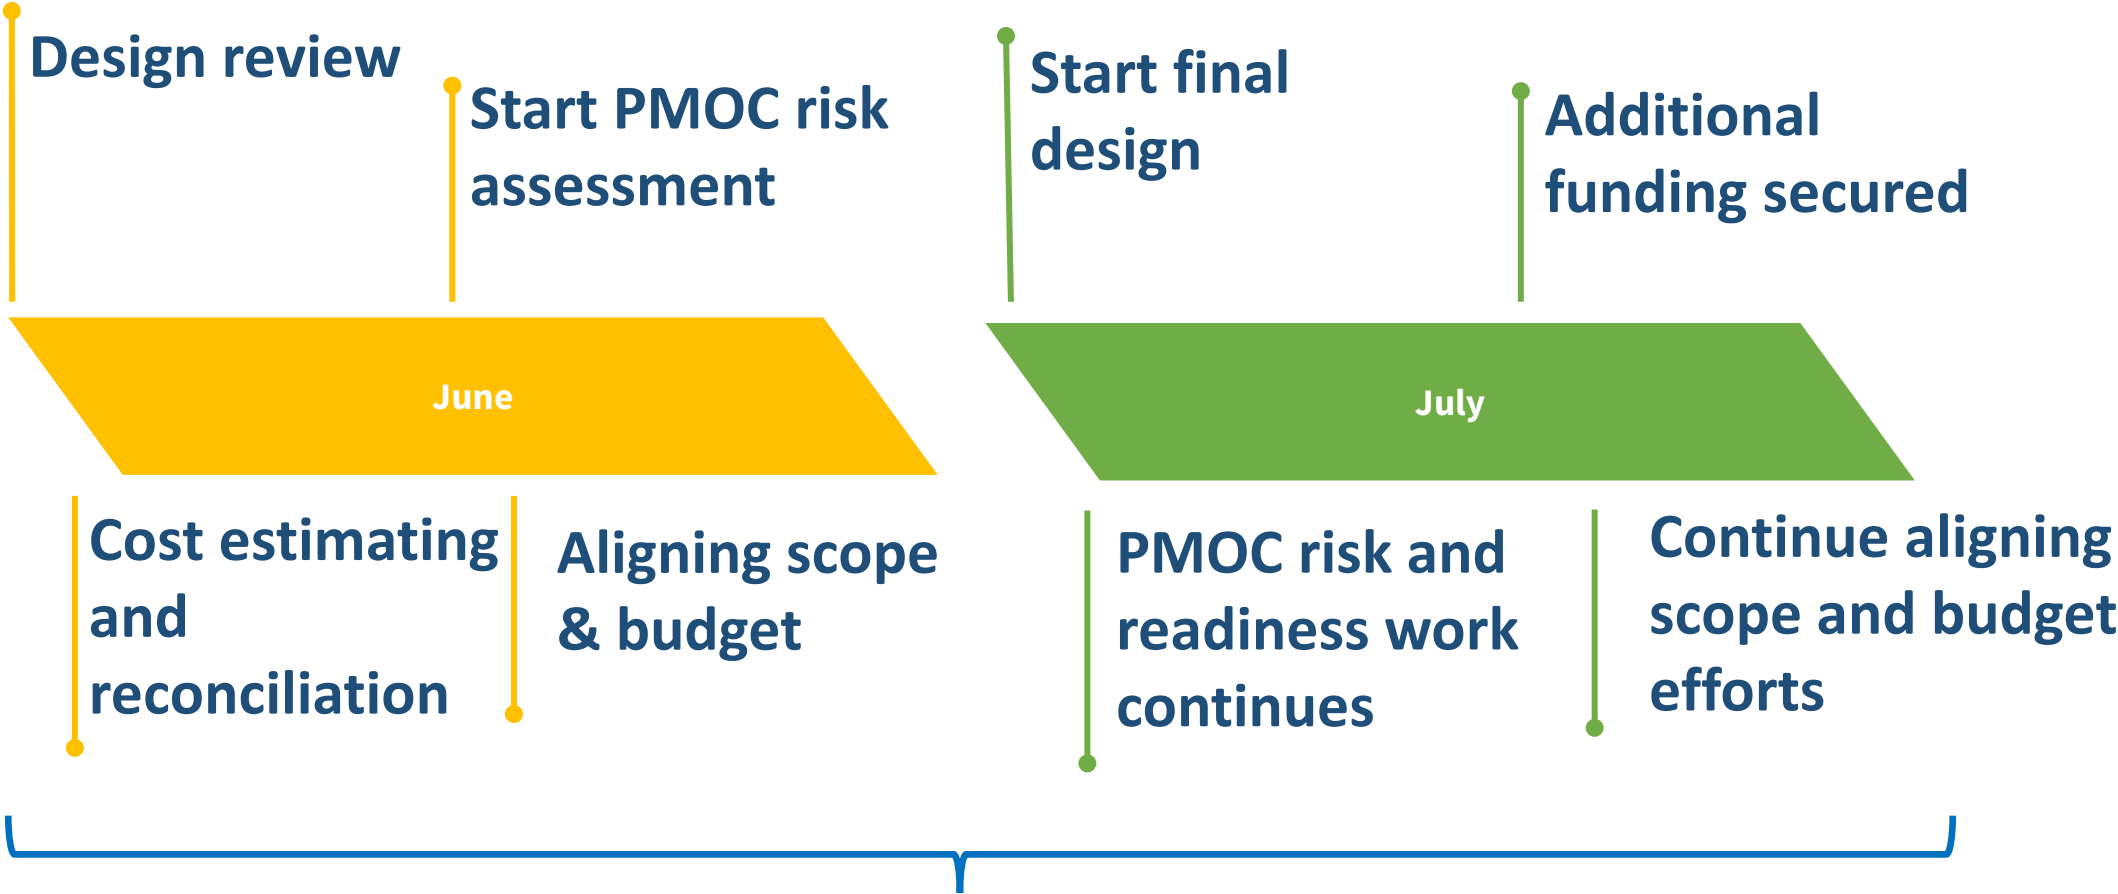 Design review
Start PMOC risk
assessment
Start final
design
Additional
funding secured
June
July
Cost estimating
and
reconciliation
Aligning scope
& budget
PMOC risk and
readiness work
continues
Continue aligning
scope and budget
efforts